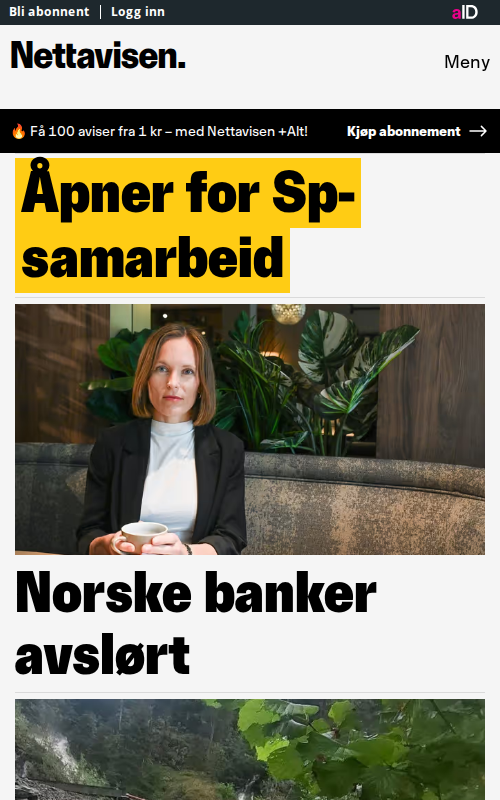 Bli abonnent | Logg inn
aID
Nettavisen.
Meny
🔥 Få 100 aviser fra 1 kr – med Nettavisen +Alt!
Kjøp abonnement →
Åpner for Sp-
samarbeid
Norske banker
avslørt